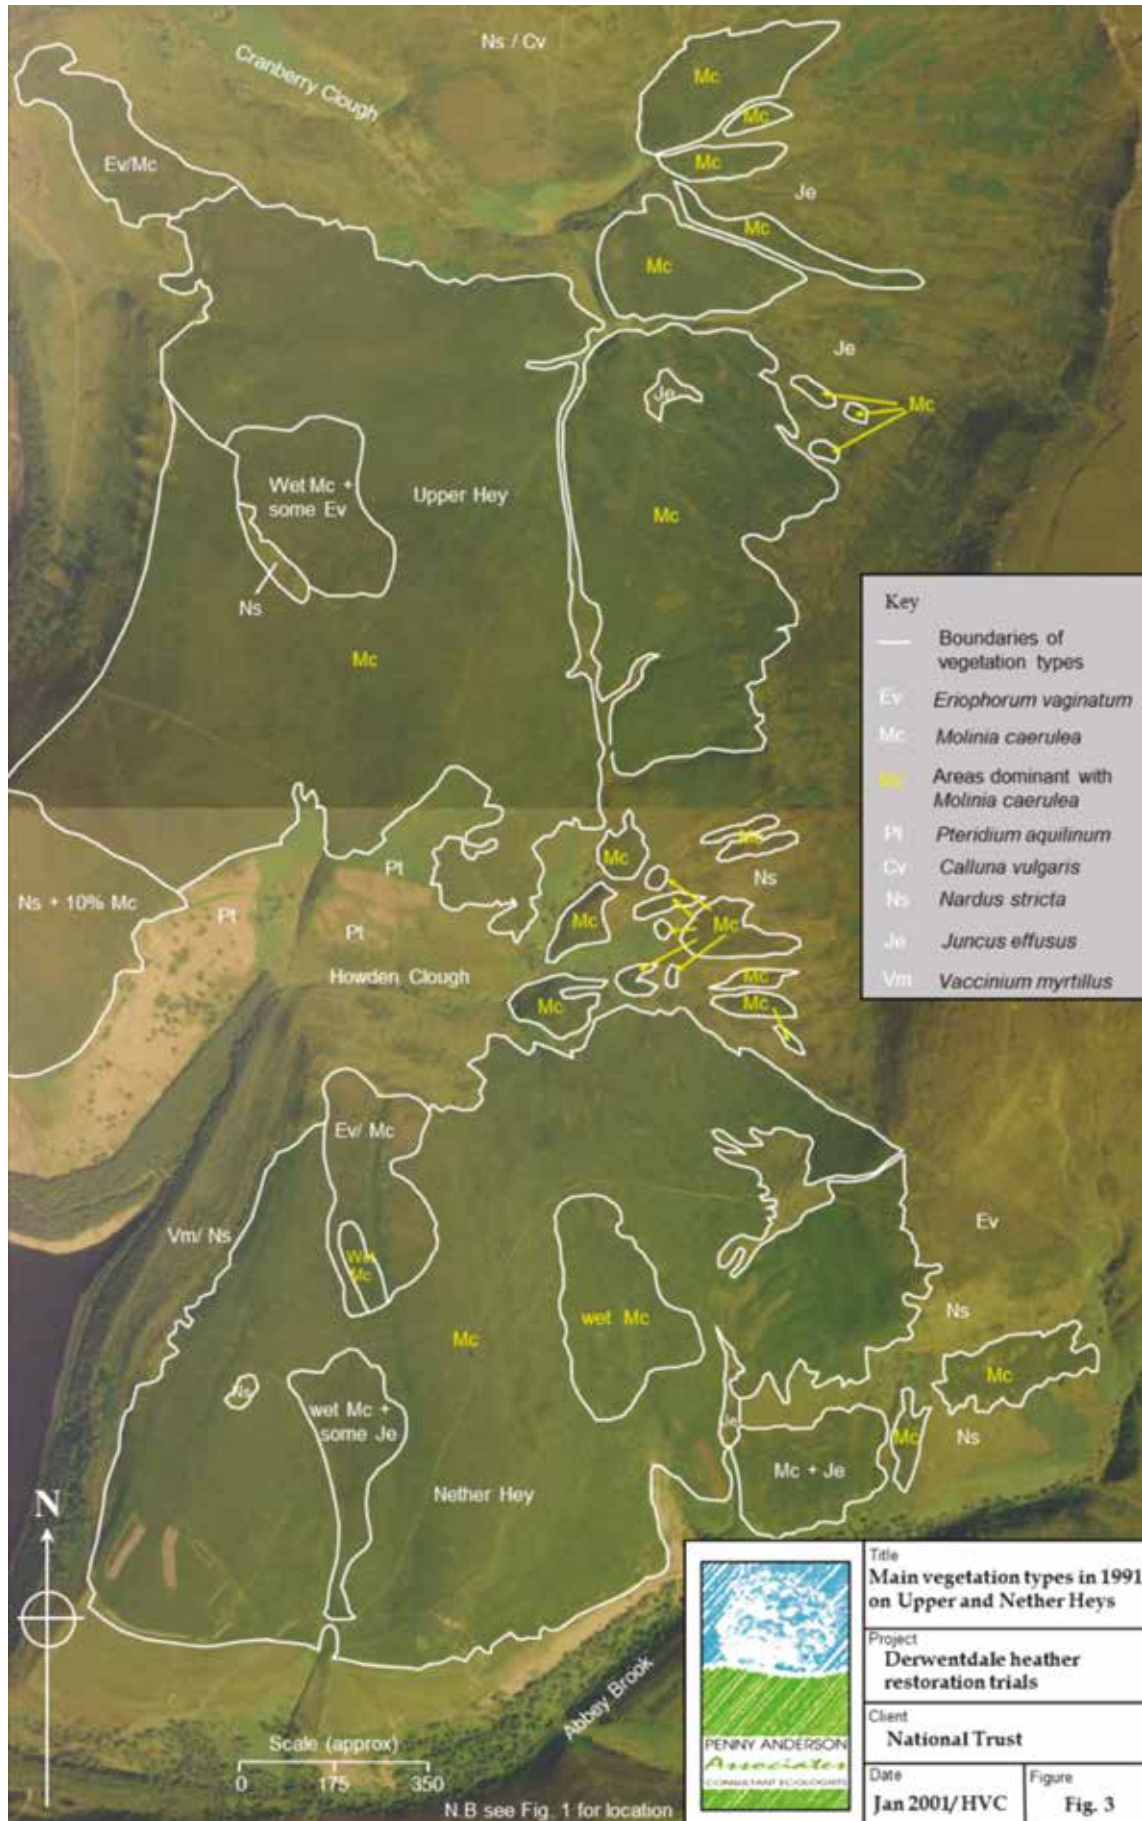 Ns / Cv
Cranberry Clough
Mc
Mc
Ev/Mc
Mc
Je
Mc
Mc
Je
Je
Mc
Wet Mc +
some Ev
Upper Hey
Mc
Ns
Mc
Key
Boundaries of
vegetation types
Ev Eriophorum vaginatum
Mc Molinia caerulea
Mc Areas dominant with
Molinia caerulea
Pt Pteridium aquilinum
Cv Calluna vulgaris
Ns Nardus stricta
Je Juncus effusus
Vm Vaccinium myrtillus
Mc
Mc
Pt
Ns
Ns + 10% Mc
Pt
Pt
Mc
Mc
Howden Clough
Mc
Mc
Mc
Ev/ Mc
Vm/ Ns
Ev
Wet
Mc
wet Mc
Ns
Mc
Mc
Ns
wet Mc +
some Je
Je
Mc
Ns
Mc + Je
Nether Hey
N
Abbey Brook
Scale (approx)
0 175 350
N.B see Fig. 1 for location
PENNY ANDERSON
Associates
CONSULTANT ECOLOGISTS
Title
Main vegetation types in 1991
on Upper and Nether Heys
Project
Derwentdale heather
restoration trials
Client
National Trust
Date
Jan 2001/ HVC
Figure
Fig. 3